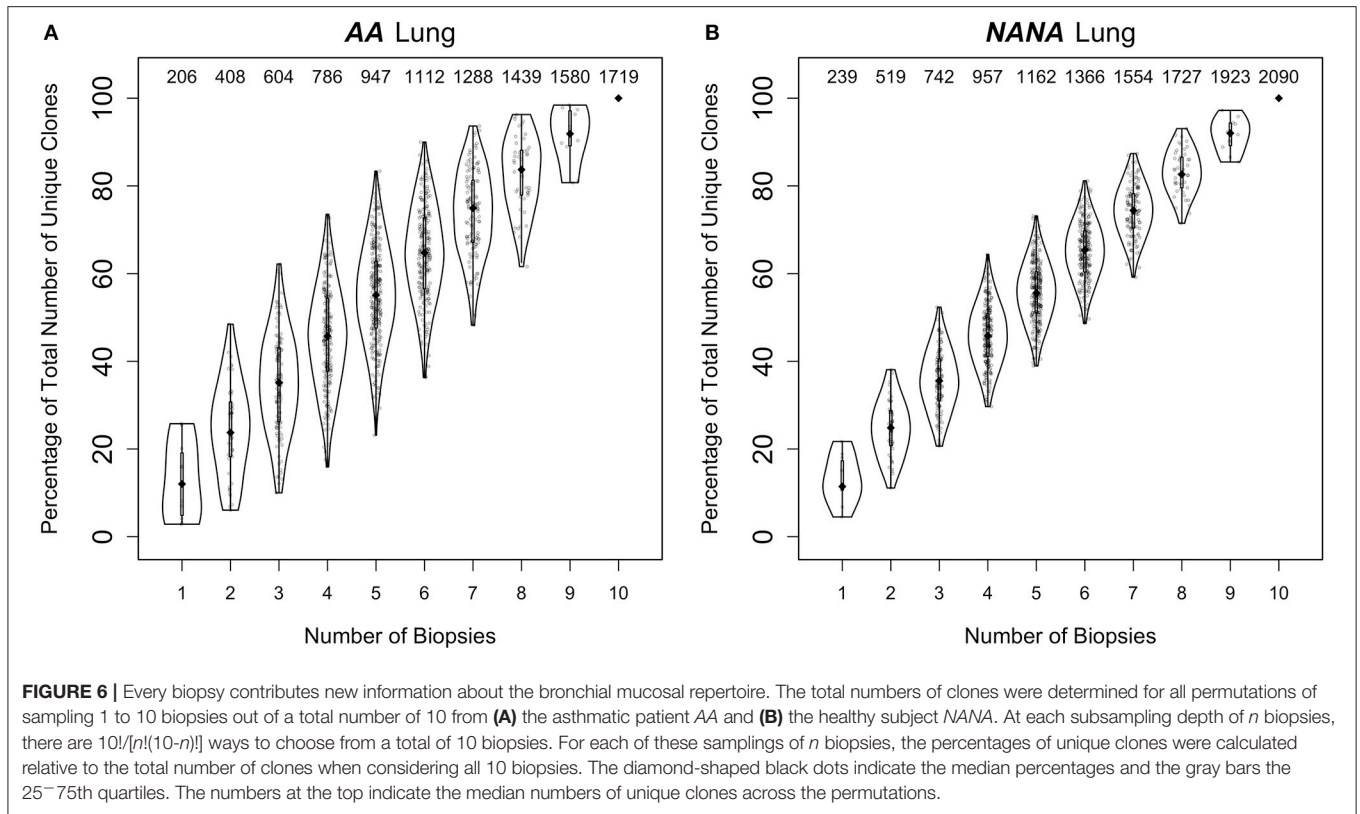 A
AA Lung
206 408 604 786 947 1112 1288 1439 1580 1719
Percentage of Total Number of Unique Clones
100
80
60
40
20
0
1 2 3 4 5 6 7 8 9 10
Number of Biopsies
B
NANA Lung
239 519 742 957 1162 1366 1554 1727 1923 2090
Percentage of Total Number of Unique Clones
100
80
60
40
20
0
1 2 3 4 5 6 7 8 9 10
Number of Biopsies
FIGURE 6 | Every biopsy contributes new information about the bronchial mucosal repertoire. The total numbers of clones were determined for all permutations of
sampling 1 to 10 biopsies out of a total number of 10 from (A) the asthmatic patient AA and (B) the healthy subject NANA. At each subsampling depth of n biopsies,
there are 10!/[n!(10-n)!] ways to choose from a total of 10 biopsies. For each of these samplings of n biopsies, the percentages of unique clones were calculated
relative to the total number of clones when considering all 10 biopsies. The diamond-shaped black dots indicate the median percentages and the gray bars the
25–75th quartiles. The numbers at the top indicate the median numbers of unique clones across the permutations.